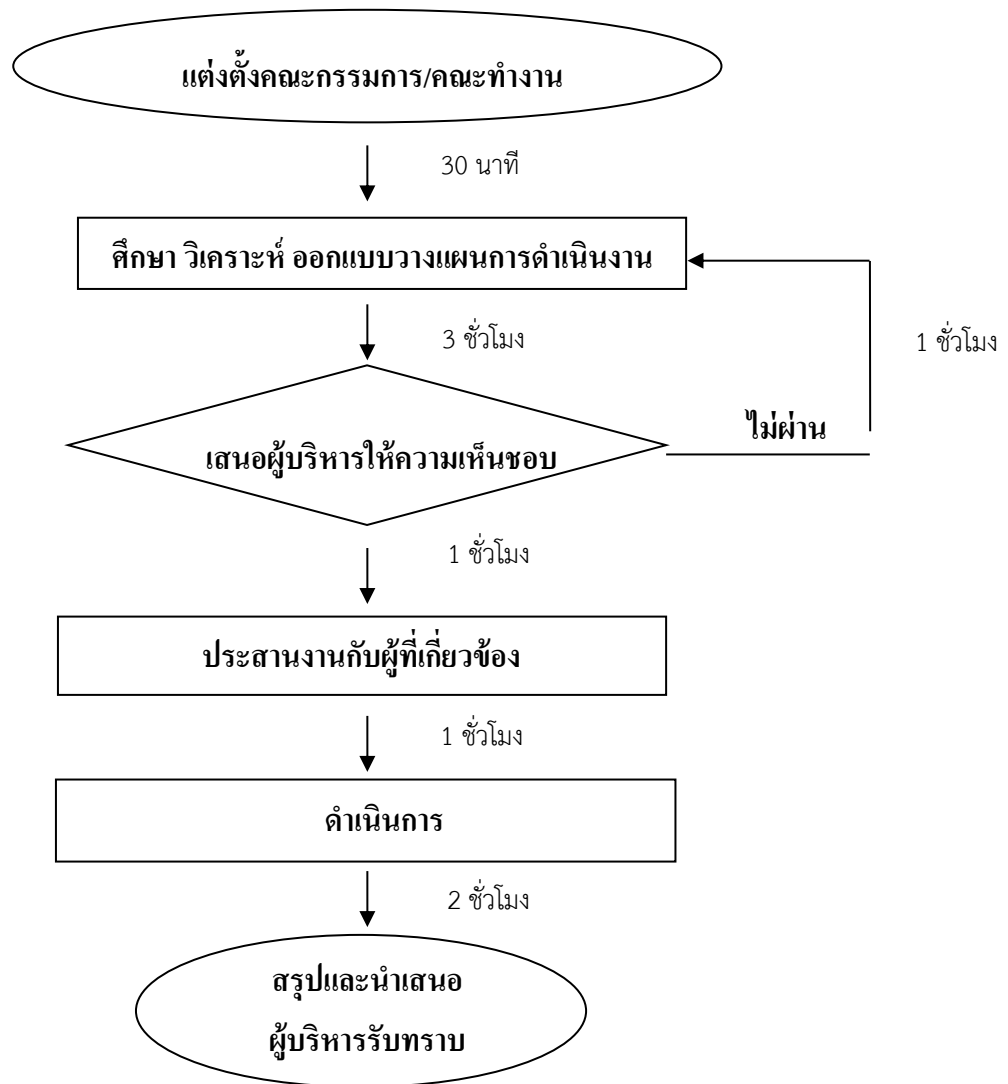 แต่งตั้งคณะกรรมการ/คณะทำงาน
30 นาที
ศึกษา วิเคราะห์ ออกแบบวางแผนการดำเนินงาน
3 ชั่วโมง
1 ชั่วโมง
ไม่ผ่าน
เสนอผู้บริหารให้ความเห็นชอบ
1 ชั่วโมง
ประสานงานกับผู้ที่เกี่ยวข้อง
1 ชั่วโมง
ดำเนินการ
2 ชั่วโมง
สรุปและนำเสนอ
ผู้บริหารรับทราบ